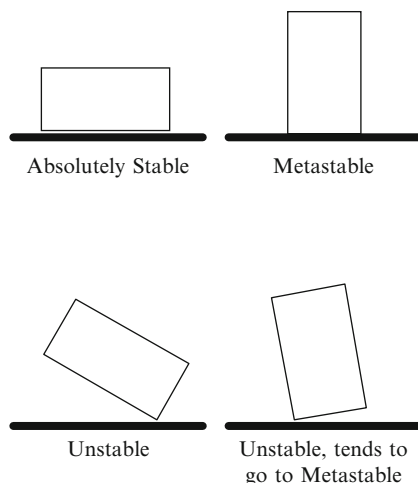 Absolutely Stable
Metastable
Unstable
Unstable, tends to
go to Metastable